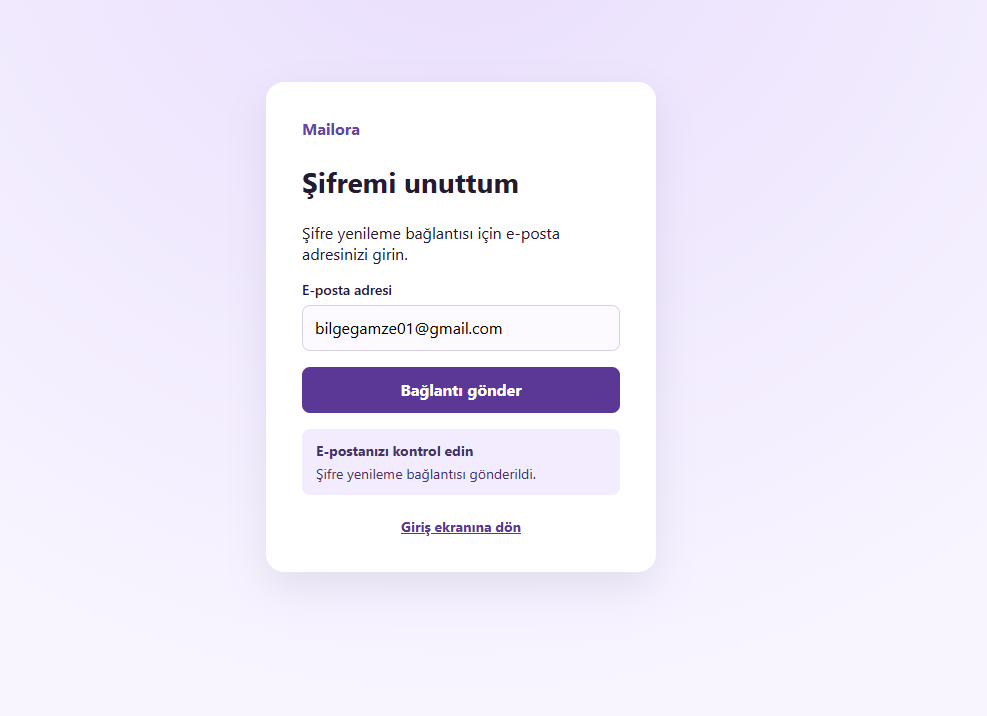 Mailora
Şifremi unuttum
Şifre yenileme bağlantısı için e-posta
adresinizi girin.
E-posta adresi
bilgegamze01@gmail.com
Bağlantı gönder
E-postanızı kontrol edin
Şifre yenileme bağlantısı gönderildi.
Giriş ekranına dön